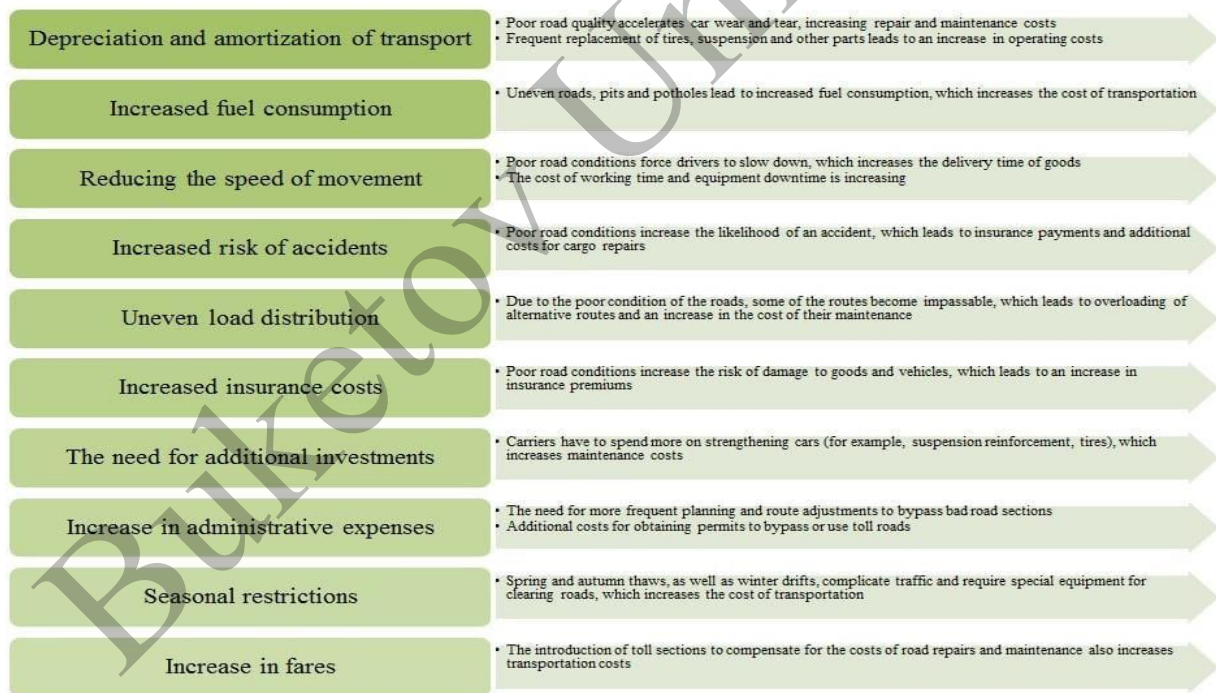 Depreciation and amortization of transport
• Poor road quality accelerates car wear and tear, increasing repair and maintenance costs
• Frequent replacement of tires, suspension and other parts leads to an increase in operating costs
Increased fuel consumption
• Uneven roads, pits and potholes lead to increased fuel consumption, which increases the cost of transportation
Reducing the speed of movement
• Poor road conditions force drivers to slow down, which increases the delivery time of goods
• The cost of working time and equipment downtime is increasing
Increased risk of accidents
• Poor road conditions increase the likelihood of an accident, which leads to insurance payments and additional
costs for cargo repairs
Uneven load distribution
• Due to the poor condition of the roads, some of the routes become impassable, which leads to overloading of
alternative routes and an increase in the cost of their maintenance
Increased insurance costs
• Poor road conditions increase the risk of damage to goods and vehicles, which leads to an increase in
insurance premiums
The need for additional investments
• Carriers have to spend more on strengthening cars (for example, suspension reinforcement, tires), which
increases maintenance costs
Increase in administrative expenses
• The need for more frequent planning and route adjustments to bypass bad road sections
• Additional costs for obtaining permits to bypass or use toll roads
Seasonal restrictions
• Spring and autumn thaws, as well as winter drifts, complicate traffic and require special equipment for
clearing roads, which increases the cost of transportation
Increase in fares
• The introduction of toll sections to compensate for the costs of road repairs and maintenance also increases
transportation costs
Buketov